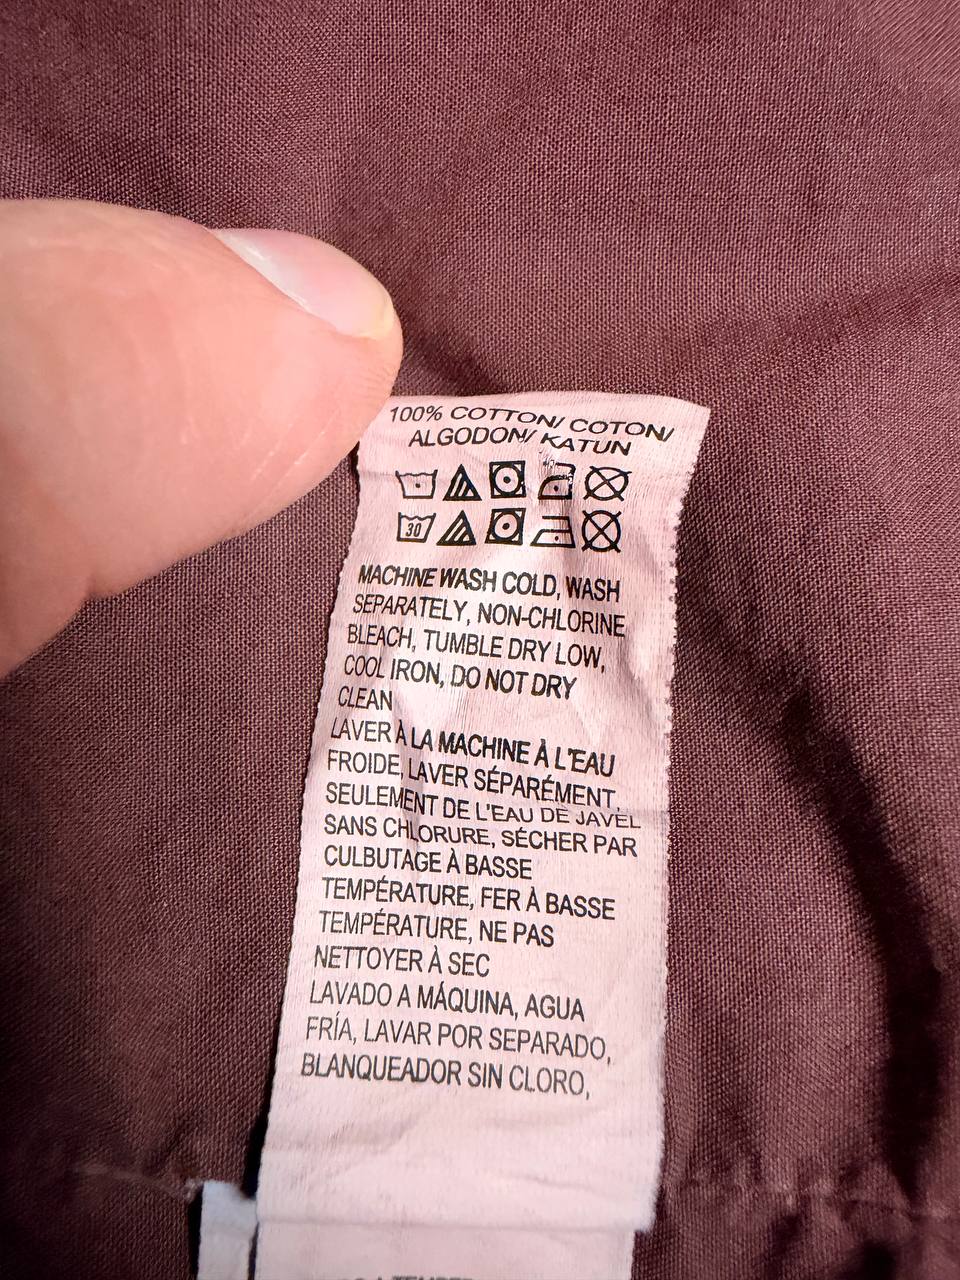 100% COTTON/ COTON/
ALGODON/ KATUN
30
MACHINE WASH COLD, WASH
SEPARATELY, NON-CHLORINE
BLEACH, TUMBLE DRY LOW,
COOL IRON, DO NOT DRY
CLEAN
LAVER À LA MACHINE À L'EAU
FROIDE, LAVER SÉPARÉMENT,
SEULEMENT DE L'EAU DE JAVEL
SANS CHLORURE, SÉCHER PAR
CULBUTAGE À BASSE
TEMPÉRATURE, FER À BASSE
TEMPÉRATURE, NE PAS
NETTOYER À SEC
LAVADO A MÁQUINA, AGUA
FRÍA, LAVAR POR SEPARADO,
BLANQUEADOR SIN CLORO,